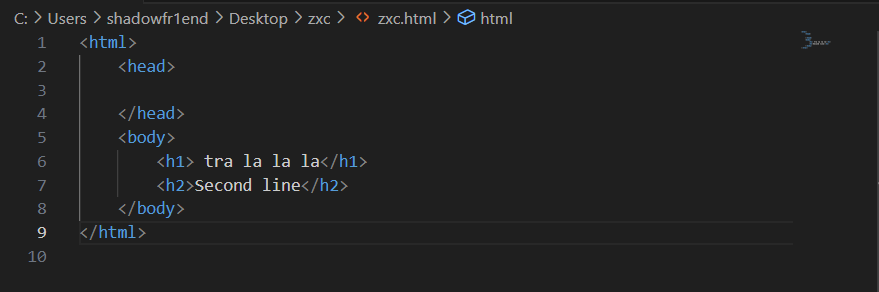 C: > Users > shadowfr1end > Desktop > zxc > <> zxc.html > html
1 <html>
2     <head>
3
4     </head>
5     <body>
6         <h1> tra la la la</h1>
7         <h2>Second line</h2>
8     </body>
9 </html>
10